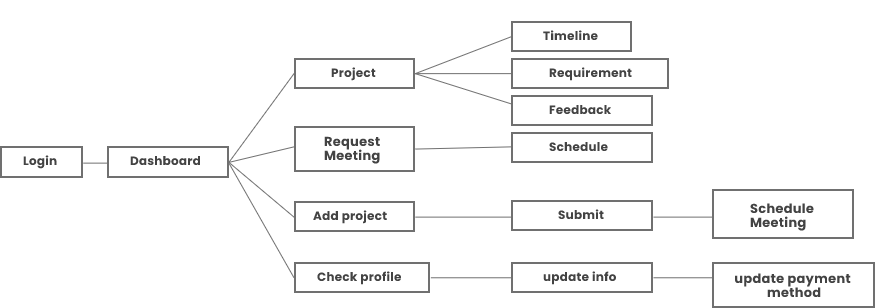 Login
Dashboard
Project
Timeline
Requirement
Feedback
Request
Meeting
Schedule
Add project
Submit
Schedule
Meeting
Check profile
update info
update payment
method